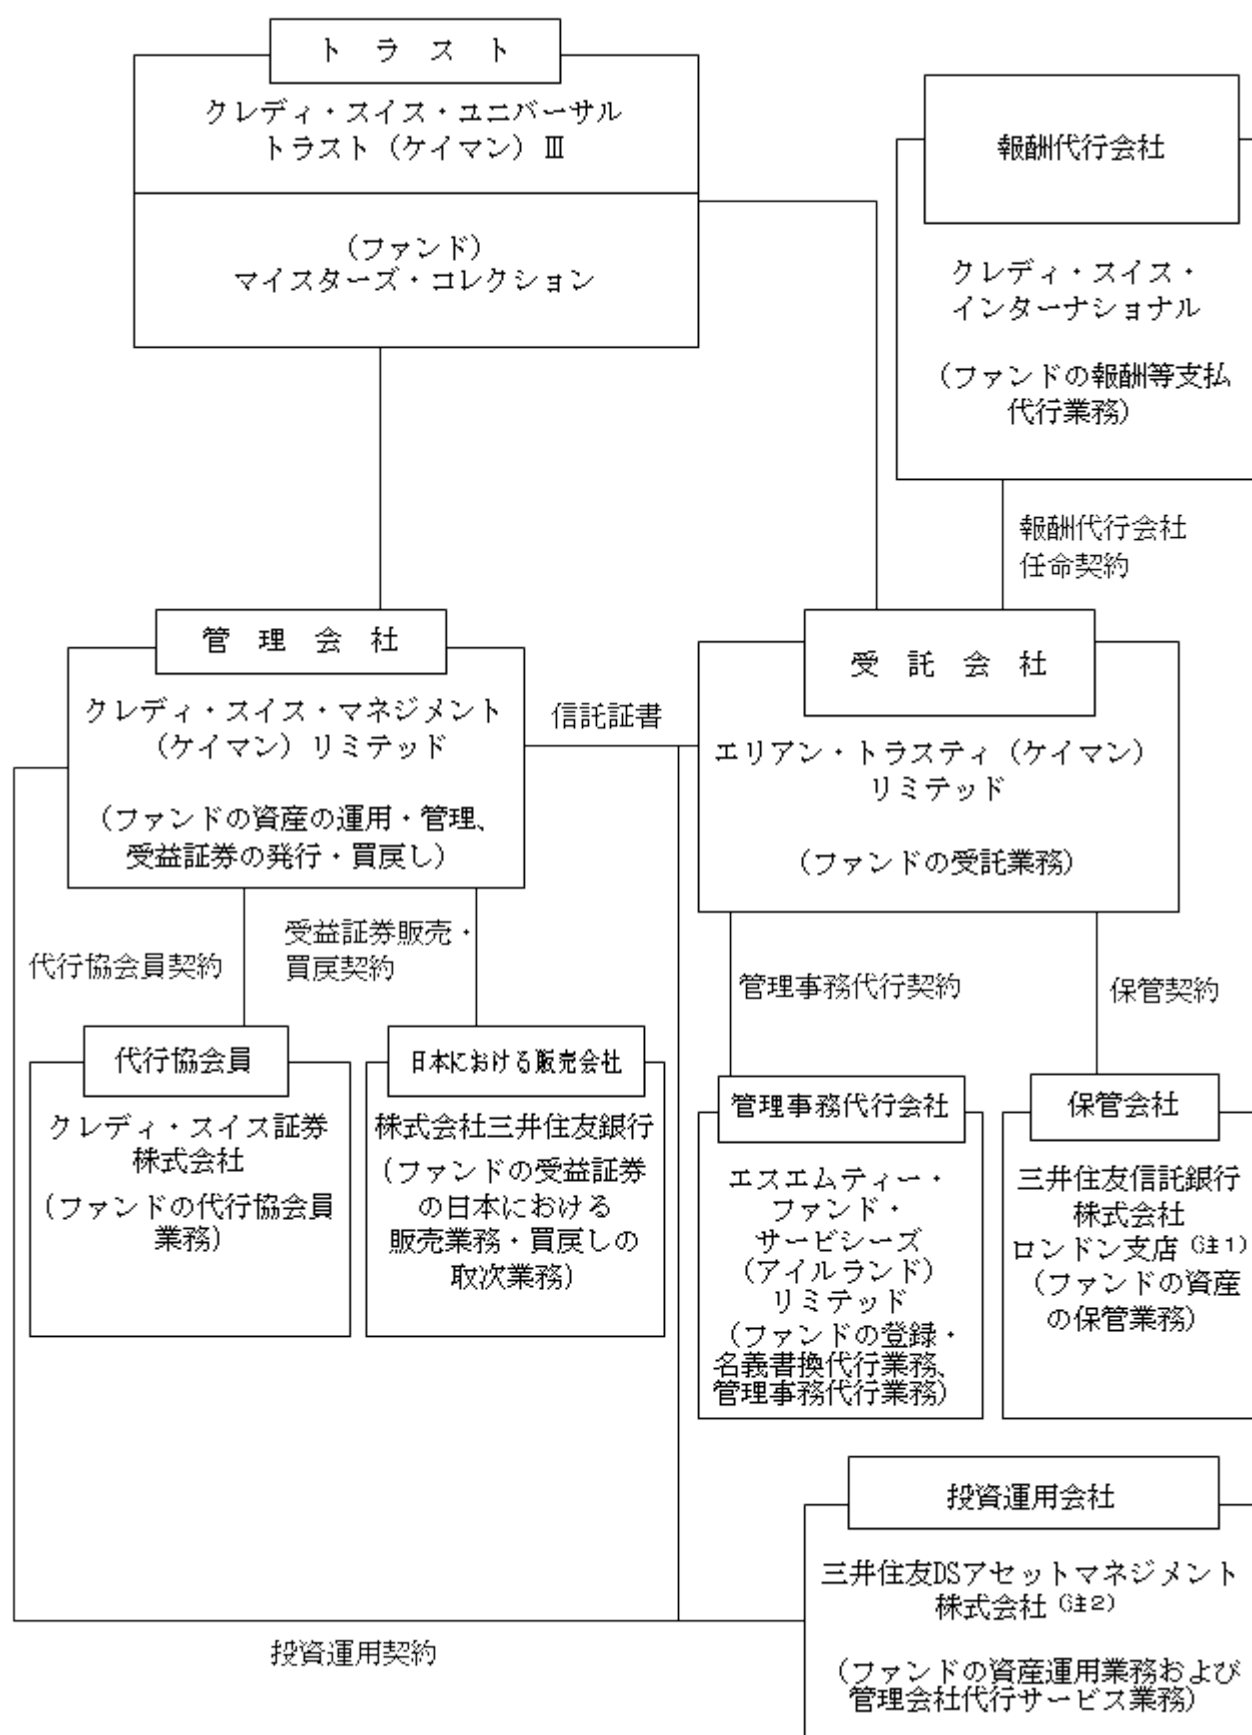 ト ラ ス ト
クレディ・スイス・ユニバーサル
トラスト（ケイマン）Ⅲ
（ファンド）
マイスターズ・コレクション
報酬代行会社
クレディ・スイス・
インターナショナル
（ファンドの報酬等支払
代行業務）
報酬代行会社
任命契約
管 理 会 社
クレディ・スイス・マネジメント
（ケイマン）リミテッド
（ファンドの資産の運用・管理、
受益証券の発行・買戻し）
信託証書
受 託 会 社
エリアン・トラスティ（ケイマン）
リミテッド
（ファンドの受託業務）
代行協会員契約
受益証券販売・
買戻契約
管理事務代行契約
保管契約
代行協会員
クレディ・スイス証券
株式会社
（ファンドの代行協会員
業務）
日本における販売会社
株式会社三井住友銀行
（ファンドの受益証券
の日本における
販売業務・買戻しの
取次業務）
管理事務代行会社
エスエムティー・
ファンド・
サービシーズ
（アイルランド）
リミテッド
（ファンドの登録・
名義書換代行業務、
管理事務代行業務）
保管会社
三井住友信託銀行
株式会社
ロンドン支店（注1）
（ファンドの資産
の保管業務）
投資運用契約
投資運用会社
三井住友DSアセットマネジメント
株式会社（注2）
（ファンドの資産運用業務および
管理会社代行サービス業務）